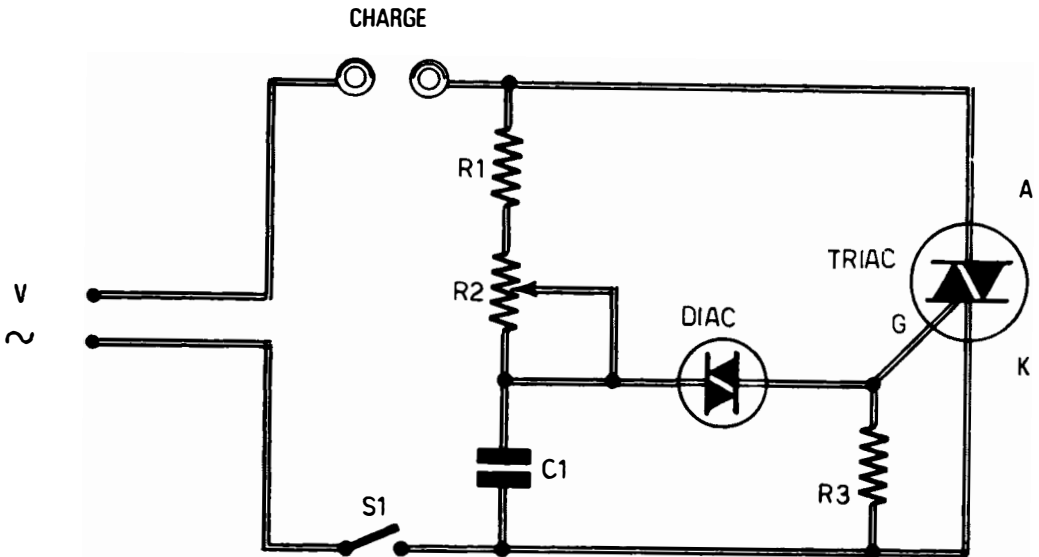 CHARGE
R1
A
TRIAC
V
R2
~
DIAC
G
K
C1
R3
S1